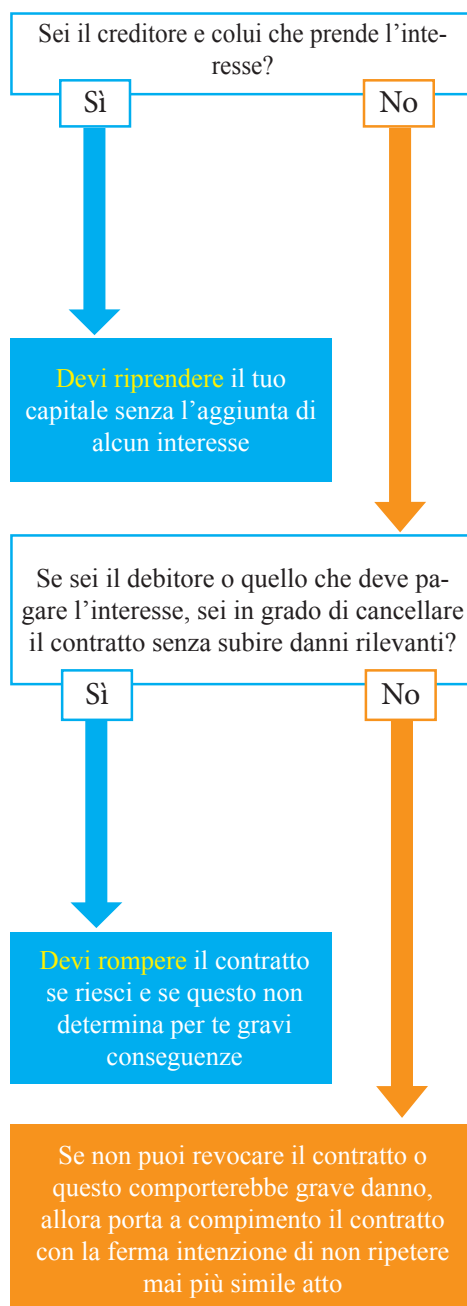 Sei il creditore e colui che prende l’inte-
resse?
Sì
No
Devi riprendere il tuo
capitale senza l’aggiunta di
alcun interesse
Se sei il debitore o quello che deve pa-
gare l’interesse, sei in grado di cancellare
il contratto senza subire danni rilevanti?
Sì
No
Devi rompere il contratto
se riesci e se questo non
determina per te gravi
conseguenze
Se non puoi revocare il contratto o
questo comporterebbe grave danno,
allora porta a compimento il contratto
con la ferma intenzione di non ripetere
mai più simile atto